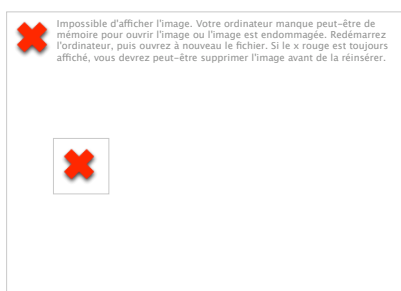 Impossible d'afficher l'image. Votre ordinateur manque peut-être de
mémoire pour ouvrir l'image ou l'image est endommagée. Redémarrez
l'ordinateur, puis ouvrez à nouveau le fichier. Si le x rouge est toujours
affiché, vous devrez peut-être supprimer l'image avant de la réinsérer.